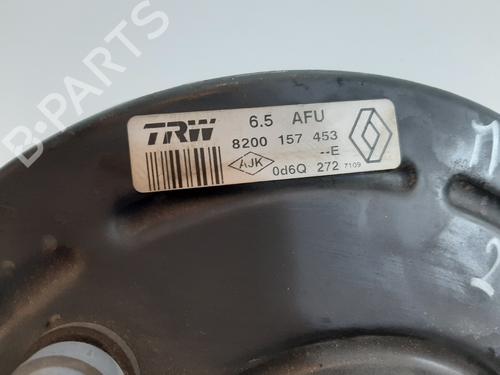 B-PARTS
TRW 6.5 AFU
8200 157 453
--E
AJK 0d6Q 272 7109